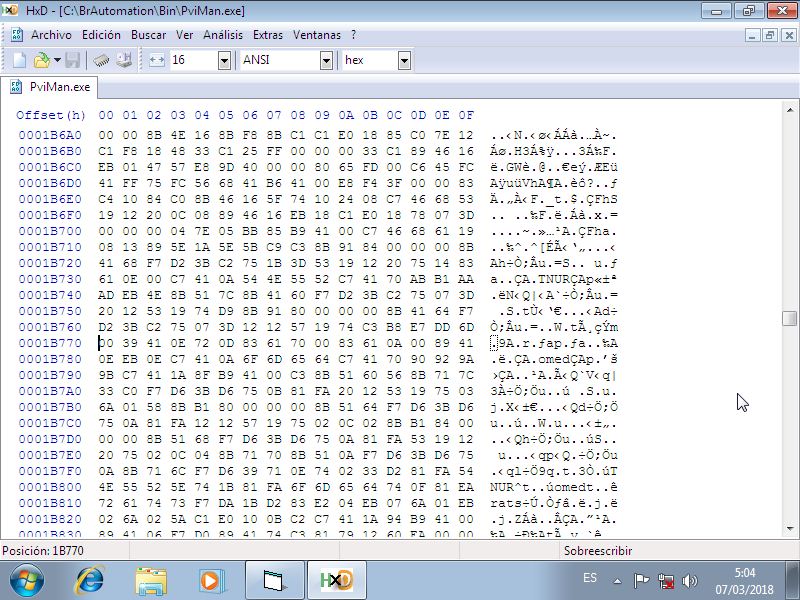 HxD - [C:\BrAutomation\Bin\PviMan.exe]
Archivo Edición Buscar Ver Análisis Extras Ventanas ?
16 ANSI hex
PviMan.exe
Offset(h) 00 01 02 03 04 05 06 07 08 09 0A 0B 0C 0D 0E 0F
0001B6A0 00 00 8B 4E 16 8B F8 8B C1 C1 E0 18 85 C0 7E 12 ..‹N.‹ø‹ÁÁà.…À~.
0001B6B0 C1 F8 18 48 33 C1 25 FF 00 00 00 33 C1 89 46 16 Áø.H3Á%ÿ...3Á‰F.
0001B6C0 EB 01 47 57 E8 9D 40 00 00 80 65 FD 00 C6 45 FC ë.GWè.@..€eý.ÆEü
0001B6D0 41 FF 75 FC 56 68 41 B6 41 00 E8 F4 3F 00 00 83 AÿuüVhA¶A.èô?..ƒ
0001B6E0 C4 10 84 C0 8B 46 16 5F 74 10 24 08 C7 46 68 53 Ä.„À‹F._t.$.ÇFhS
0001B6F0 19 12 20 0C 08 89 46 16 EB 18 C1 E0 18 78 07 3D .. ..‰F.ë.Áà.x.=
0001B700 00 00 00 04 7E 05 BB 85 B9 41 00 C7 46 68 61 19 ....~.»…¹A.ÇFha.
0001B710 08 13 89 5E 1A 5E 5B C9 C3 8B 91 84 00 00 00 8B ..‰^.^[ÉÃ‹‘„...‹
0001B720 41 68 F7 D2 3B C2 75 1B 3D 53 19 12 20 75 14 83 Ah÷Ò;Âu.=S.. u.ƒ
0001B730 61 0E 00 C7 41 0A 54 4E 55 52 C7 41 70 AB B1 AA a..ÇA.TNURÇAp«±ª
0001B740 AD EB 4E 8B 51 7C 8B 41 60 F7 D2 3B C2 75 07 3D .ëN‹Q|‹A`÷Ò;Âu.=
0001B750 20 12 53 19 74 D9 8B 91 80 00 00 00 8B 41 64 F7 .S.tÙ‹‘€...‹Ad÷
0001B760 D2 3B C2 75 07 3D 12 12 57 19 74 C3 B8 E7 DD 6D Ò;Âu.=..W.tÃ¸çÝm
0001B770 00 39 41 0E 72 0D 83 61 70 00 83 61 0A 00 89 41 .9A.r.ƒap.ƒa..‰A
0001B780 0E EB 0E C7 41 0A 6F 6D 65 64 C7 41 70 90 92 9A .ë.ÇA.omedÇAp.’š
0001B790 9B C7 41 1A 8F B9 41 00 C3 8B 51 60 56 8B 71 7C ›ÇA..¹A.Ã‹Q`V‹q|
0001B7A0 33 C0 F7 D6 3B D6 75 0B 81 FA 20 12 53 19 75 03 3À÷Ö;Öu..ú .S.u.
0001B7B0 6A 01 58 8B B1 80 00 00 00 8B 51 64 F7 D6 3B D6 j.X‹±€...‹Qd÷Ö;Ö
0001B7C0 75 0A 81 FA 12 12 57 19 75 02 0C 02 8B B1 84 00 u..ú..W.u...‹±„.
0001B7D0 00 00 8B 51 68 F7 D6 3B D6 75 0A 81 FA 53 19 12 ..‹Qh÷Ö;Öu..úS..
0001B7E0 20 75 02 0C 04 8B 71 70 8B 51 0A F7 D6 3B D6 75 u...‹qp‹Q.÷Ö;Öu
0001B7F0 0A 8B 71 6C F7 D6 39 71 0E 74 02 33 D2 81 FA 54 .‹ql÷Ö9q.t.3Ò.úT
0001B800 4E 55 52 5E 74 1B 81 FA 6F 6D 65 64 74 0F 81 EA NUR^t..úomedt..ê
0001B810 72 61 74 73 F7 DA 1B D2 83 E2 04 EB 07 6A 01 EB rats÷Ú.Òƒâ.ë.j.ë
0001B820 02 6A 02 5A C1 E0 10 0B C2 C7 41 1A 94 B9 41 00 .j.ZÁà..ÂÇA.”¹A.
0001B830 89 41 06 F7 D0 89 41 74 C3 81 79 12 60 EA 00 00 ‰A.÷Ð‰AtÃ.y.`ê..
Posición: 1B770 Sobreescribir
ES 5:04
07/03/2018